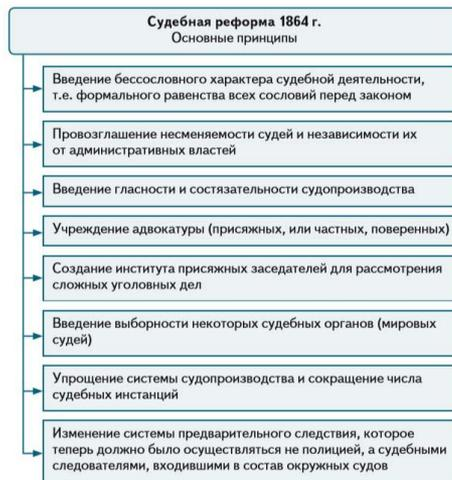 Судебная реформа 1864 г.
Основные принципы
Введение бессословного характера судебной деятельности,
т.е. формального равенства всех сословий перед законом
Провозглашение несменяемости судей и независимости их
от административных властей
Введение гласности и состязательности судопроизводства
Учреждение адвокатуры (присяжных, или частных, поверенных)
Создание института присяжных заседателей для рассмотрения
сложных уголовных дел
Введение выборности некоторых судебных органов (мировых
судей)
Упрощение системы судопроизводства и сокращение числа
судебных инстанций
Изменение системы предварительного следствия, которое
теперь должно было осуществляться не полицией, а судебными
следователями, входившими в состав окружных судов